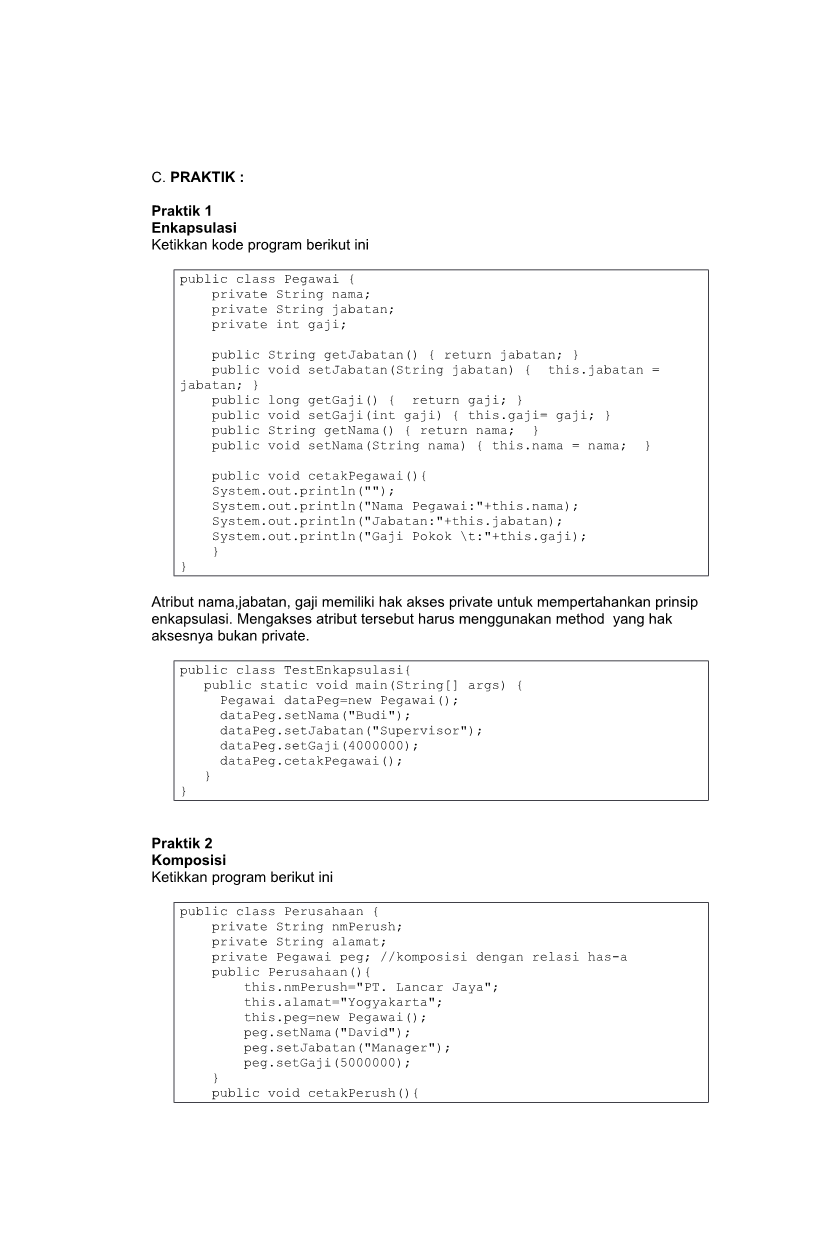 C. PRAKTIK :
Praktik 1
Enkapsulasi
Ketikkan kode program berikut ini
public class Pegawai {
    private String nama;
    private String jabatan;
    private int gaji;
    public String getJabatan() { return jabatan; }
    public void setJabatan(String jabatan) {  this.jabatan =
jabatan; }
    public long getGaji() {  return gaji; }
    public void setGaji(int gaji) { this.gaji= gaji; }
    public String getNama() { return nama;  }
    public void setNama(String nama) { this.nama = nama;  }
    public void cetakPegawai(){
    System.out.println("");
    System.out.println("Nama Pegawai:"+this.nama);
    System.out.println("Jabatan:"+this.jabatan);
    System.out.println("Gaji Pokok \t:"+this.gaji);
    }
}
Atribut nama,jabatan, gaji memiliki hak akses private untuk mempertahankan prinsip
enkapsulasi. Mengakses atribut tersebut harus menggunakan method  yang hak
aksesnya bukan private.
public class TestEnkapsulasi{
   public static void main(String[] args) {
     Pegawai dataPeg=new Pegawai();
     dataPeg.setNama("Budi");
     dataPeg.setJabatan("Supervisor");
     dataPeg.setGaji(4000000);
     dataPeg.cetakPegawai();
   }
}
Praktik 2
Komposisi
Ketikkan program berikut ini
public class Perusahaan {
    private String nmPerush;
    private String alamat;
    private Pegawai peg; //komposisi dengan relasi has-a
    public Perusahaan(){
        this.nmPerush="PT. Lancar Jaya";
        this.alamat="Yogyakarta";
        this.peg=new Pegawai();
        peg.setNama("David");
        peg.setJabatan("Manager");
        peg.setGaji(5000000);
    }
    public void cetakPerush(){